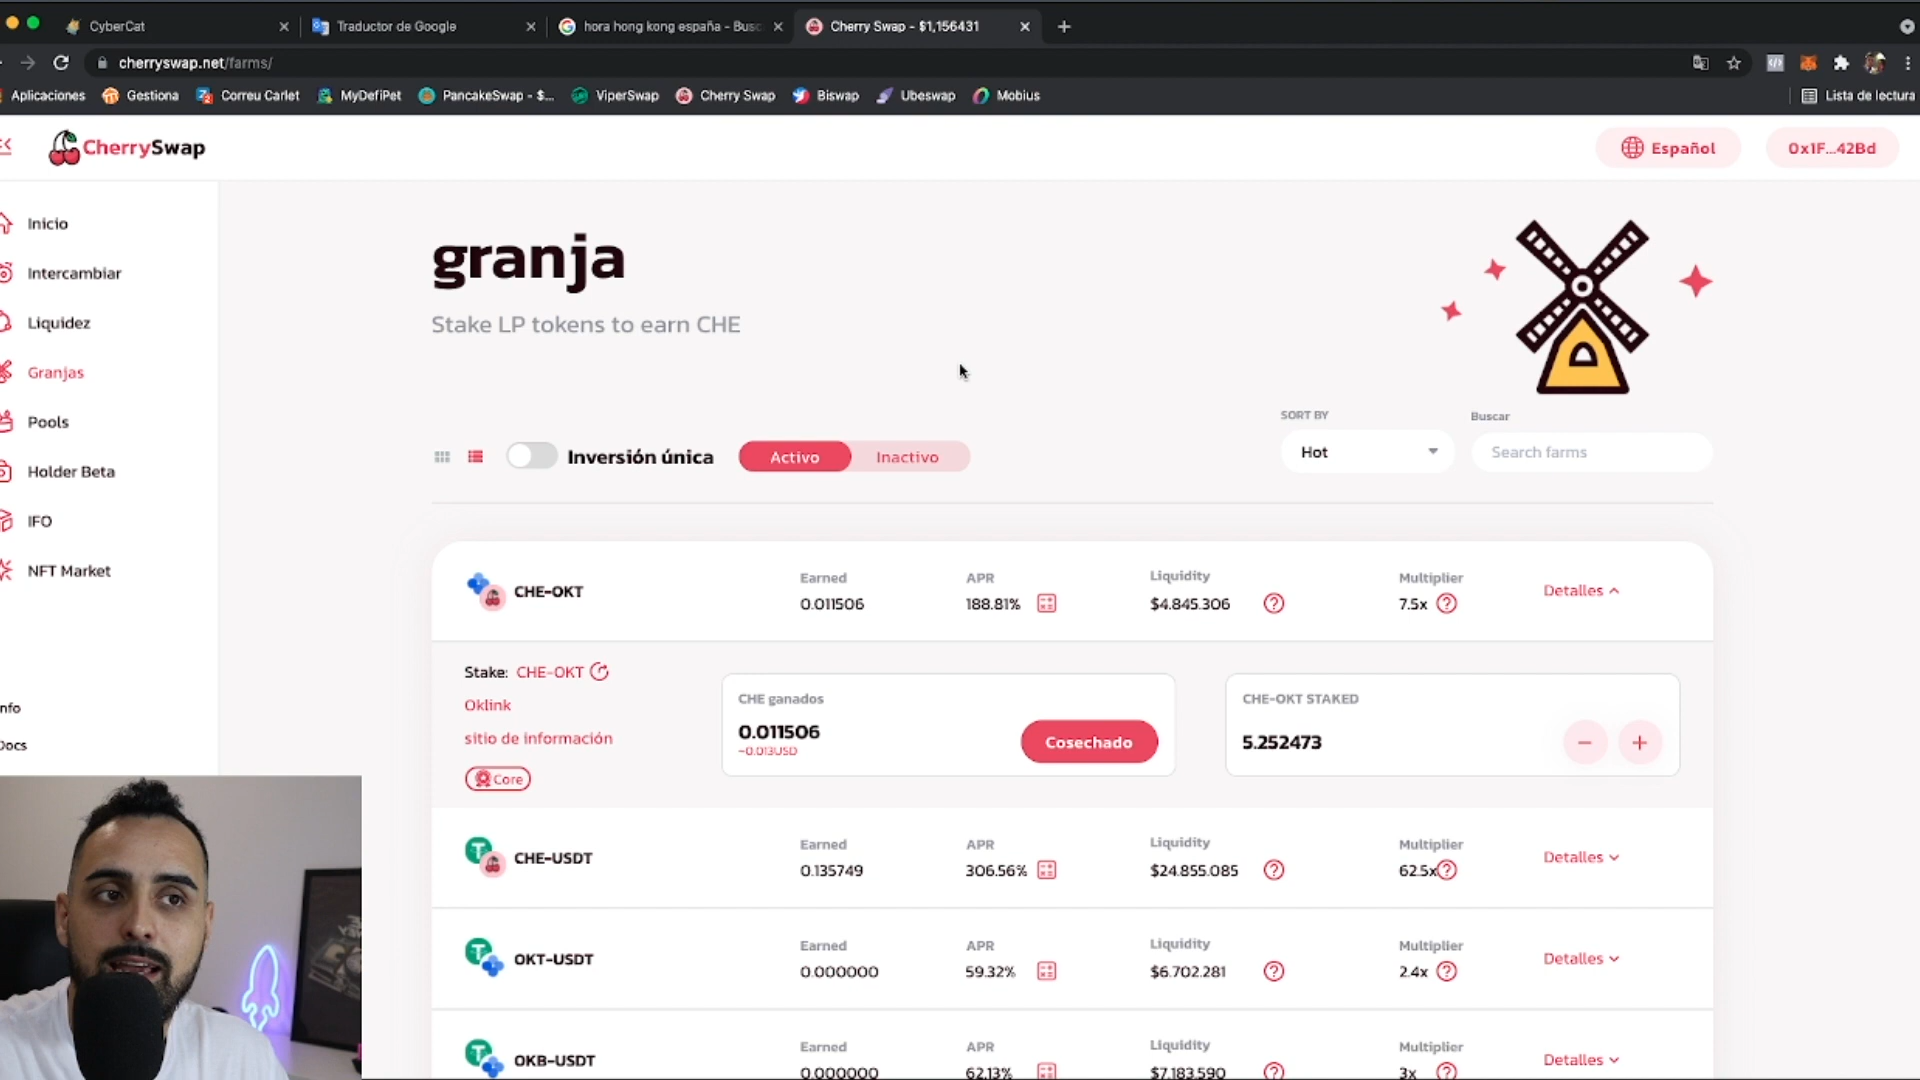 CyberCat
Traductor de Google
hora hong kong españa - Busc
Cherry Swap - $1,156431
cherryswap.net/farms/
Aplicaciones
Gestiona
Correu Carlet
MyDefiPet
PancakeSwap - $...
ViperSwap
Cherry Swap
Biswap
Ubeswap
Mobius
Lista de lectura
CherrySwap
Español
0x1F...42Bd
Inicio
Intercambiar
Liquidez
Granjas
Pools
Holder Beta
IFO
NFT Market
nfo
Docs
granja
Stake LP tokens to earn CHE
Inversión única
Activo
Inactivo
SORT BY
Hot
Buscar
Search farms
CHE-OKT
Earned
0.011506
APR
188.81%
Liquidity
$4.845.306
Multiplier
7.5x
Detalles
Stake: CHE-OKT
Oklink
sitio de información
Core
CHE ganados
0.011506
~0.013USD
Cosechado
CHE-OKT STAKED
5.252473
CHE-USDT
Earned
0.135749
APR
306.56%
Liquidity
$24.855.085
Multiplier
62.5x
Detalles
OKT-USDT
Earned
0.000000
APR
59.32%
Liquidity
$6.702.281
Multiplier
2.4x
Detalles
OKB-USDT
Earned
0.000000
APR
62.13%
Liquidity
$7.183.590
Multiplier
3x
Detalles